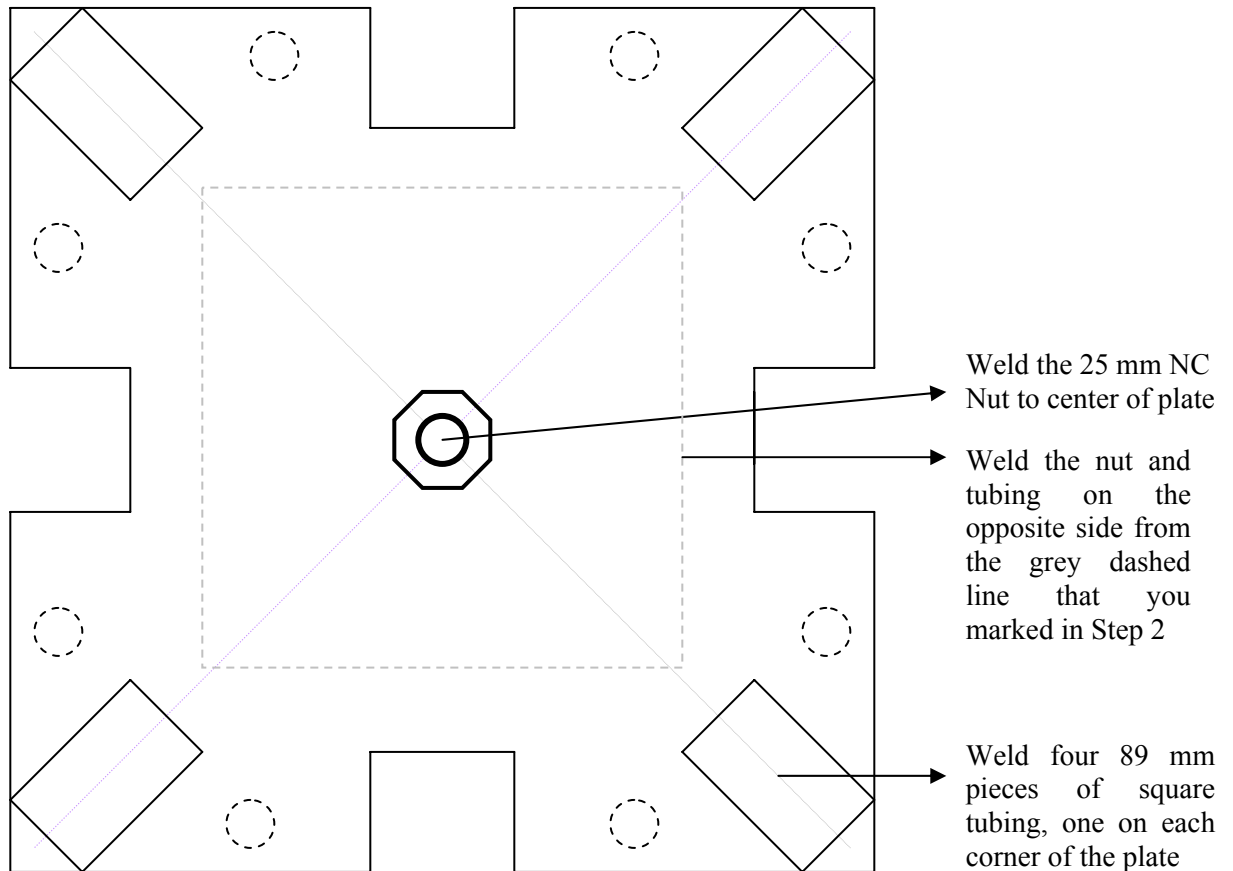 Weld the 25 mm NC
Nut to center of plate
Weld the nut and
tubing on the
opposite side from
the grey dashed
line that you
marked in Step 2
Weld four 89 mm
pieces of square
tubing, one on each
corner of the plate